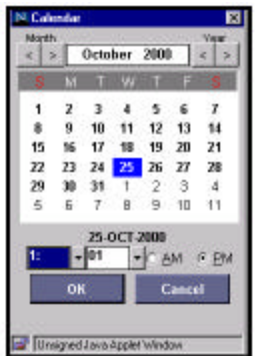 Calendar
Month Year
< > October 2000 < >
S M T W T F S
1 2 3 4 5 6 7
8 9 10 11 12 13 14
15 16 17 18 19 20 21
22 23 24 25 26 27 28
29 30 31 1 2 3 4
5 6 7 8 9 10 11
25-OCT-2000
1: 01 AM PM
OK Cancel
Unsigned Java Applet Window